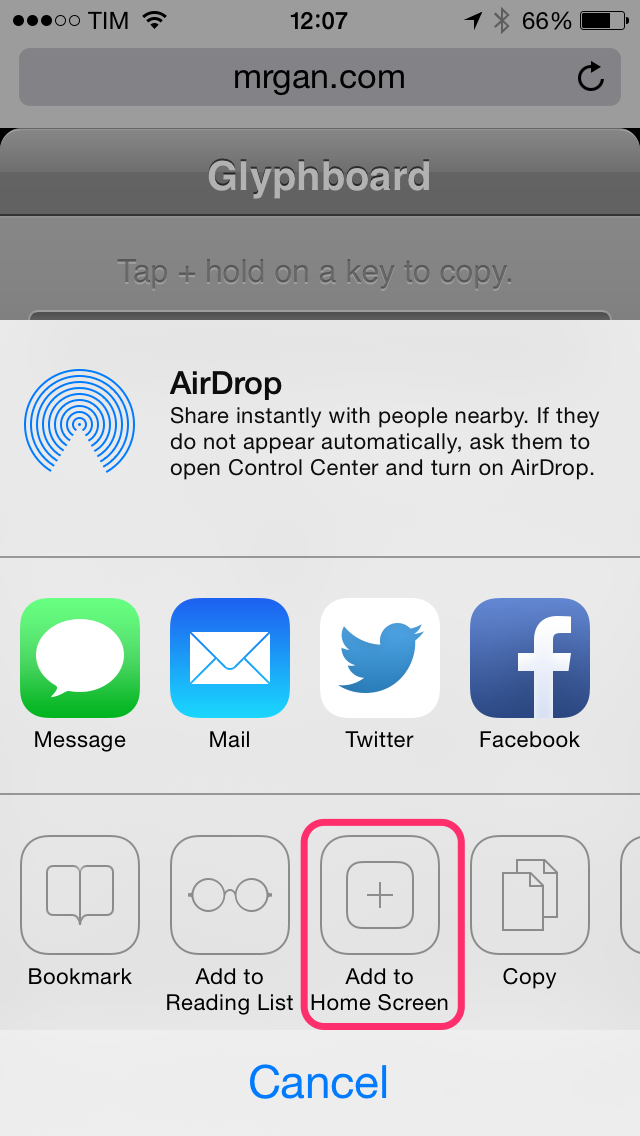 TIM 12:07 66%
mrgan.com
Glyphboard
Tap + hold on a key to copy.
AirDrop
Share instantly with people nearby. If they
do not appear automatically, ask them to
open Control Center and turn on AirDrop.
Message Mail Twitter Facebook
Bookmark Add to Add to Copy
Reading List Home Screen
Cancel